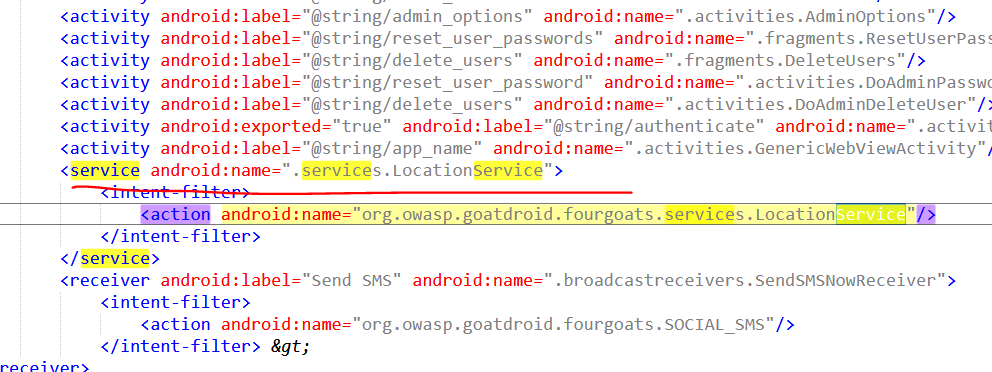 <activity android:label="@string/admin_options" android:name=".activities.AdminOptions"/>
<activity android:label="@string/reset_user_passwords" android:name=".fragments.ResetUserPass
<activity android:label="@string/delete_users" android:name=".fragments.DeleteUsers"/>
<activity android:label="@string/reset_user_password" android:name=".activities.DoAdminPasswo
<activity android:label="@string/delete_users" android:name=".activities.DoAdminDeleteUser"/>
<activity android:exported="true" android:label="@string/authenticate" android:name=".activit
<activity android:label="@string/app_name" android:name=".activities.GenericWebViewActivity"/
<service android:name=".services.LocationService">
<intent-filter>
<action android:name="org.owasp.goatdroid.fourgoats.services.LocationService"/>
</intent-filter>
</service>
<receiver android:label="Send SMS" android:name=".broadcastreceivers.SendSMSNowReceiver">
<intent-filter>
<action android:name="org.owasp.goatdroid.fourgoats.SOCIAL_SMS"/>
</intent-filter> &gt;
receiver>